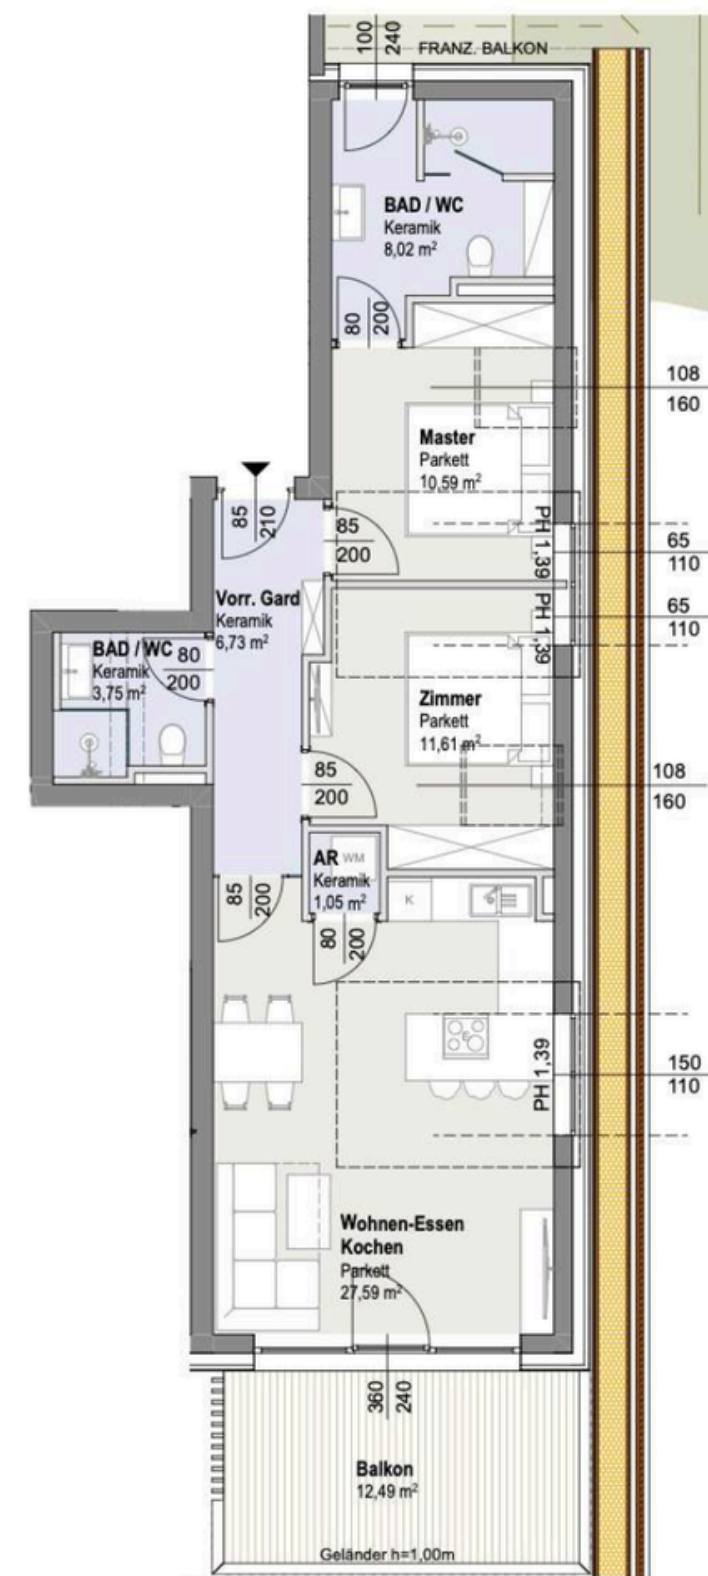 100
240
FRANZ. BALKON
BAD / WC
Keramik
8,02 m²
80
200
108
160
Master
Parkett
10,59 m²
85
210
85
200
PH 1,39
65
110
Vorr. Gard
Keramik
6,73 m²
PH 1,39
65
110
BAD / WC
Keramik
3,75 m²
80
200
Zimmer
Parkett
11,61 m²
85
200
108
160
AR
WM
Keramik
1,05 m²
85
200
K
80
200
E
PH 1,39
150
110
Wohnen-Essen
Kochen
Parkett
27,59 m²
360
240
Balkon
12,49 m²
Geländer h=1,00m